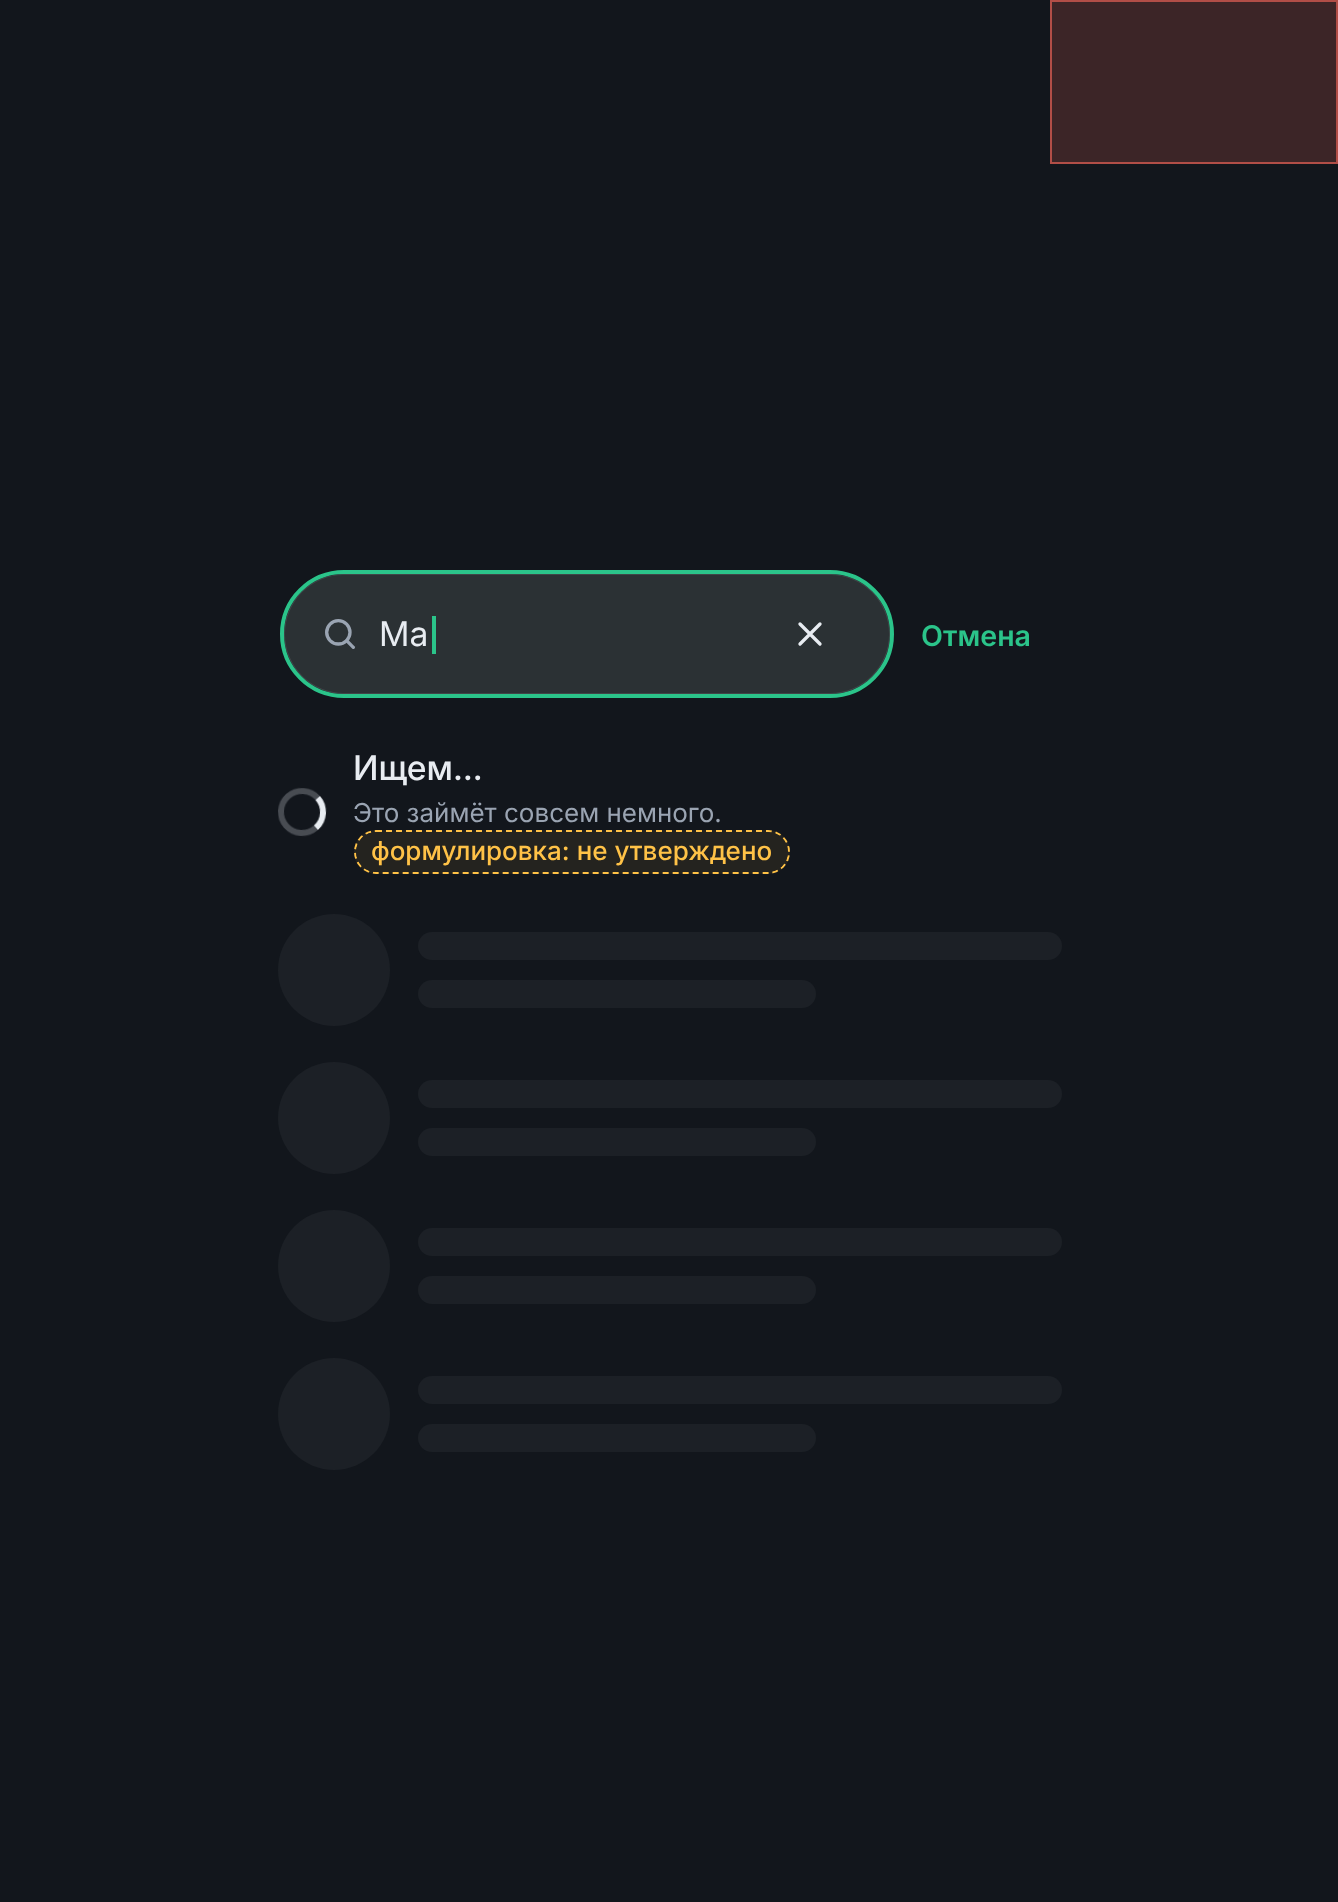 Ма
Отмена
Ищем...
Это займёт совсем немного.
формулировка: не утверждено